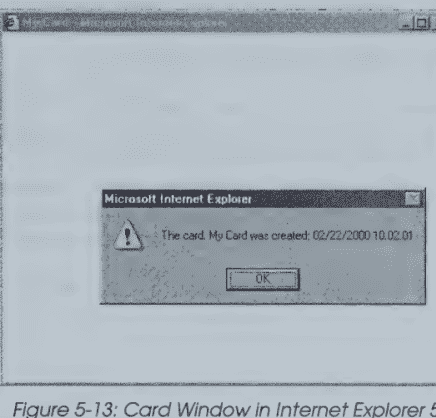 Microsoft Internet Explorer
The card, My Card was created: 02/22/2000 10:02:01
OK
Figure 5-13: Card Window in Internet Explorer 5